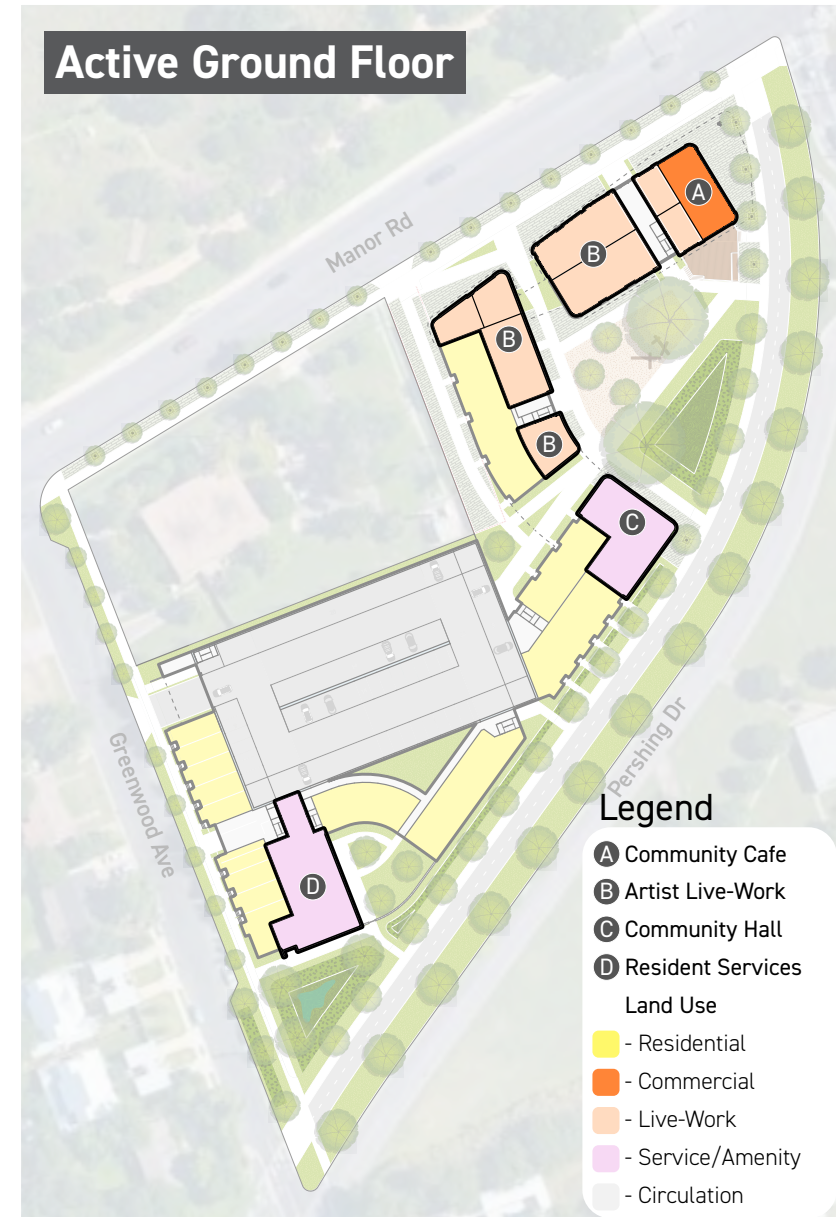 Active Ground Floor
Manor Rd
A
B
B
B
C
D
Greenwood Ave
Pershing Dr
Legend
A Community Cafe
B Artist Live-Work
C Community Hall
D Resident Services
Land Use
- Residential
- Commercial
- Live-Work
- Service/Amenity
- Circulation